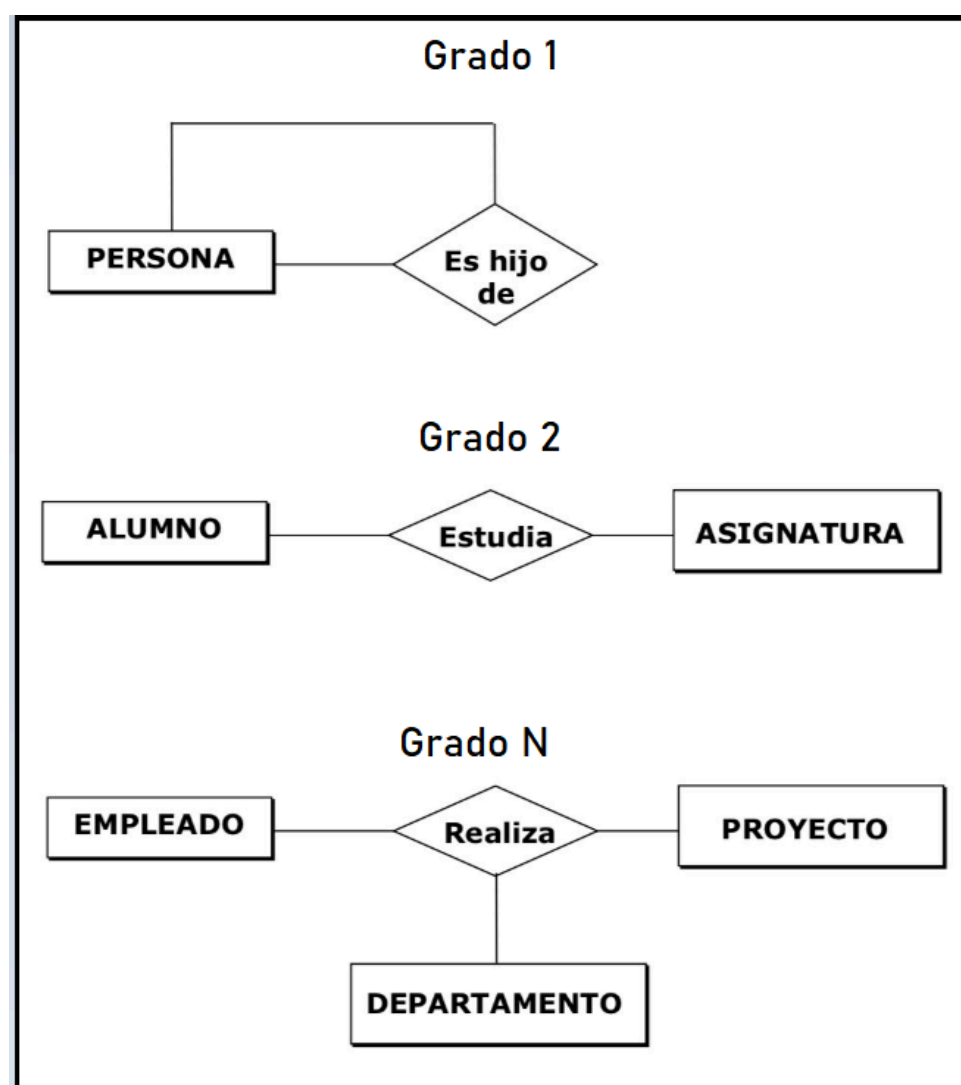 Grado 1
PERSONA
Es hijo
de
Grado 2
ALUMNO
Estudia
ASIGNATURA
Grado N
EMPLEADO
Realiza
PROYECTO
DEPARTAMENTO